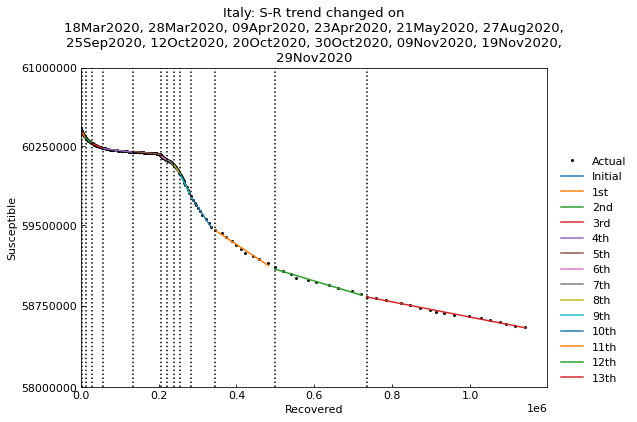 Italy: S-R trend changed on
18Mar2020, 28Mar2020, 09Apr2020, 23Apr2020, 21May2020, 27Aug2020,
25Sep2020, 12Oct2020, 20Oct2020, 30Oct2020, 09Nov2020, 19Nov2020,
29Nov2020
61000000
60250000
59500000
58750000
58000000
Susceptible
0.0 0.2 0.4 0.6 0.8 1.0
1e6
Recovered
Actual
Initial
1st
2nd
3rd
4th
5th
6th
7th
8th
9th
10th
11th
12th
13th